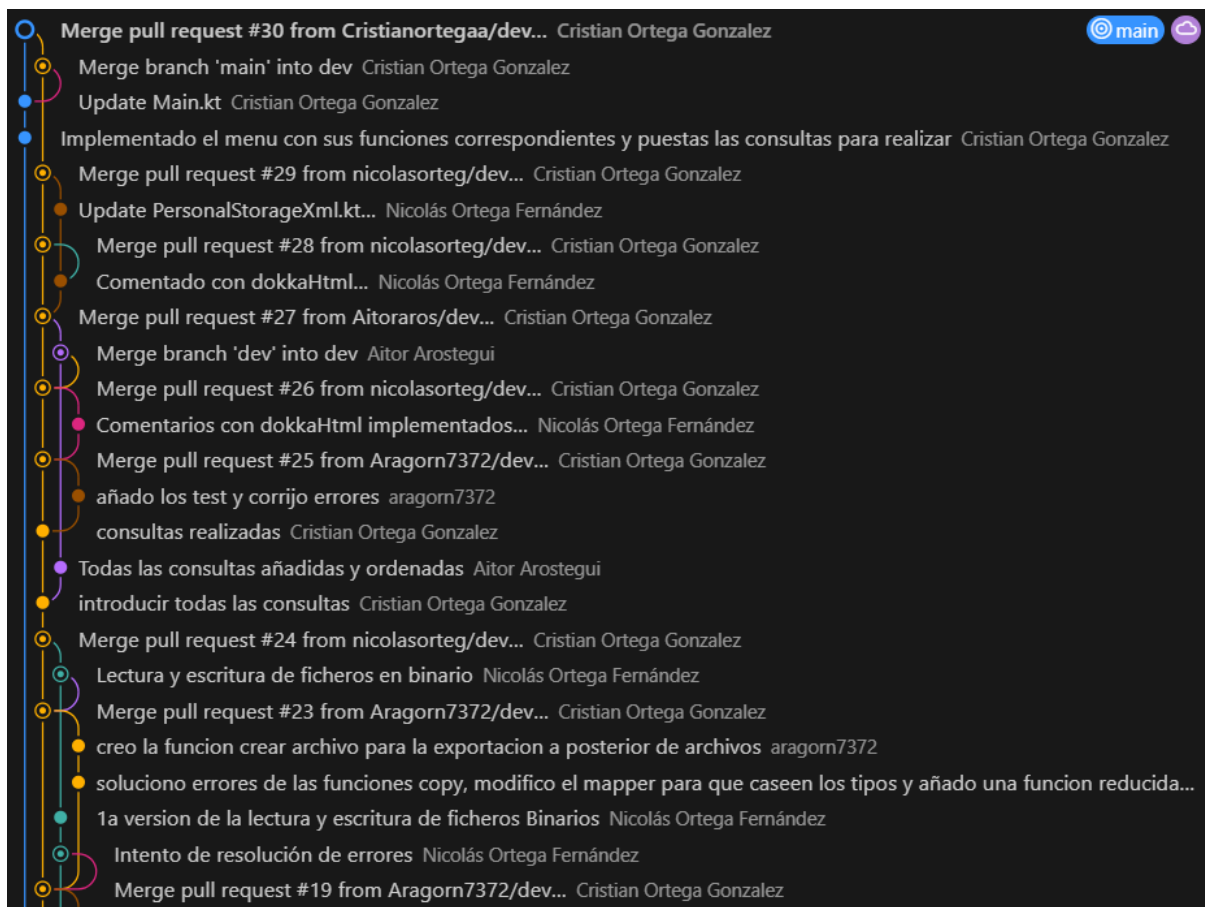 Merge pull request #30 from Cristianortegaa/dev... Cristian Ortega Gonzalez main
Merge branch 'main' into dev Cristian Ortega Gonzalez
Update Main.kt Cristian Ortega Gonzalez
Implementado el menu con sus funciones correspondientes y puestas las consultas para realizar Cristian Ortega Gonzalez
Merge pull request #29 from nicolasorteg/dev... Cristian Ortega Gonzalez
Update PersonalStorageXml.kt... Nicolás Ortega Fernández
Merge pull request #28 from nicolasorteg/dev... Cristian Ortega Gonzalez
Comentado con dokkaHtml... Nicolás Ortega Fernández
Merge pull request #27 from Aitoraros/dev... Cristian Ortega Gonzalez
Merge branch 'dev' into dev Aitor Arostegui
Merge pull request #26 from nicolasorteg/dev... Cristian Ortega Gonzalez
Comentarios con dokkaHtml implementados... Nicolás Ortega Fernández
Merge pull request #25 from Aragorn7372/dev... Cristian Ortega Gonzalez
añado los test y corrijo errores aragorn7372
consultas realizadas Cristian Ortega Gonzalez
Todas las consultas añadidas y ordenadas Aitor Arostegui
introducir todas las consultas Cristian Ortega Gonzalez
Merge pull request #24 from nicolasorteg/dev... Cristian Ortega Gonzalez
Lectura y escritura de ficheros en binario Nicolás Ortega Fernández
Merge pull request #23 from Aragorn7372/dev... Cristian Ortega Gonzalez
creo la funcion crear archivo para la exportacion a posterior de archivos aragorn7372
soluciono errores de las funciones copy, modifico el mapper para que caseen los tipos y añado una funcion reducida...
1a version de la lectura y escritura de ficheros Binarios Nicolás Ortega Fernández
Intento de resolución de errores Nicolás Ortega Fernández
Merge pull request #19 from Aragorn7372/dev... Cristian Ortega Gonzalez